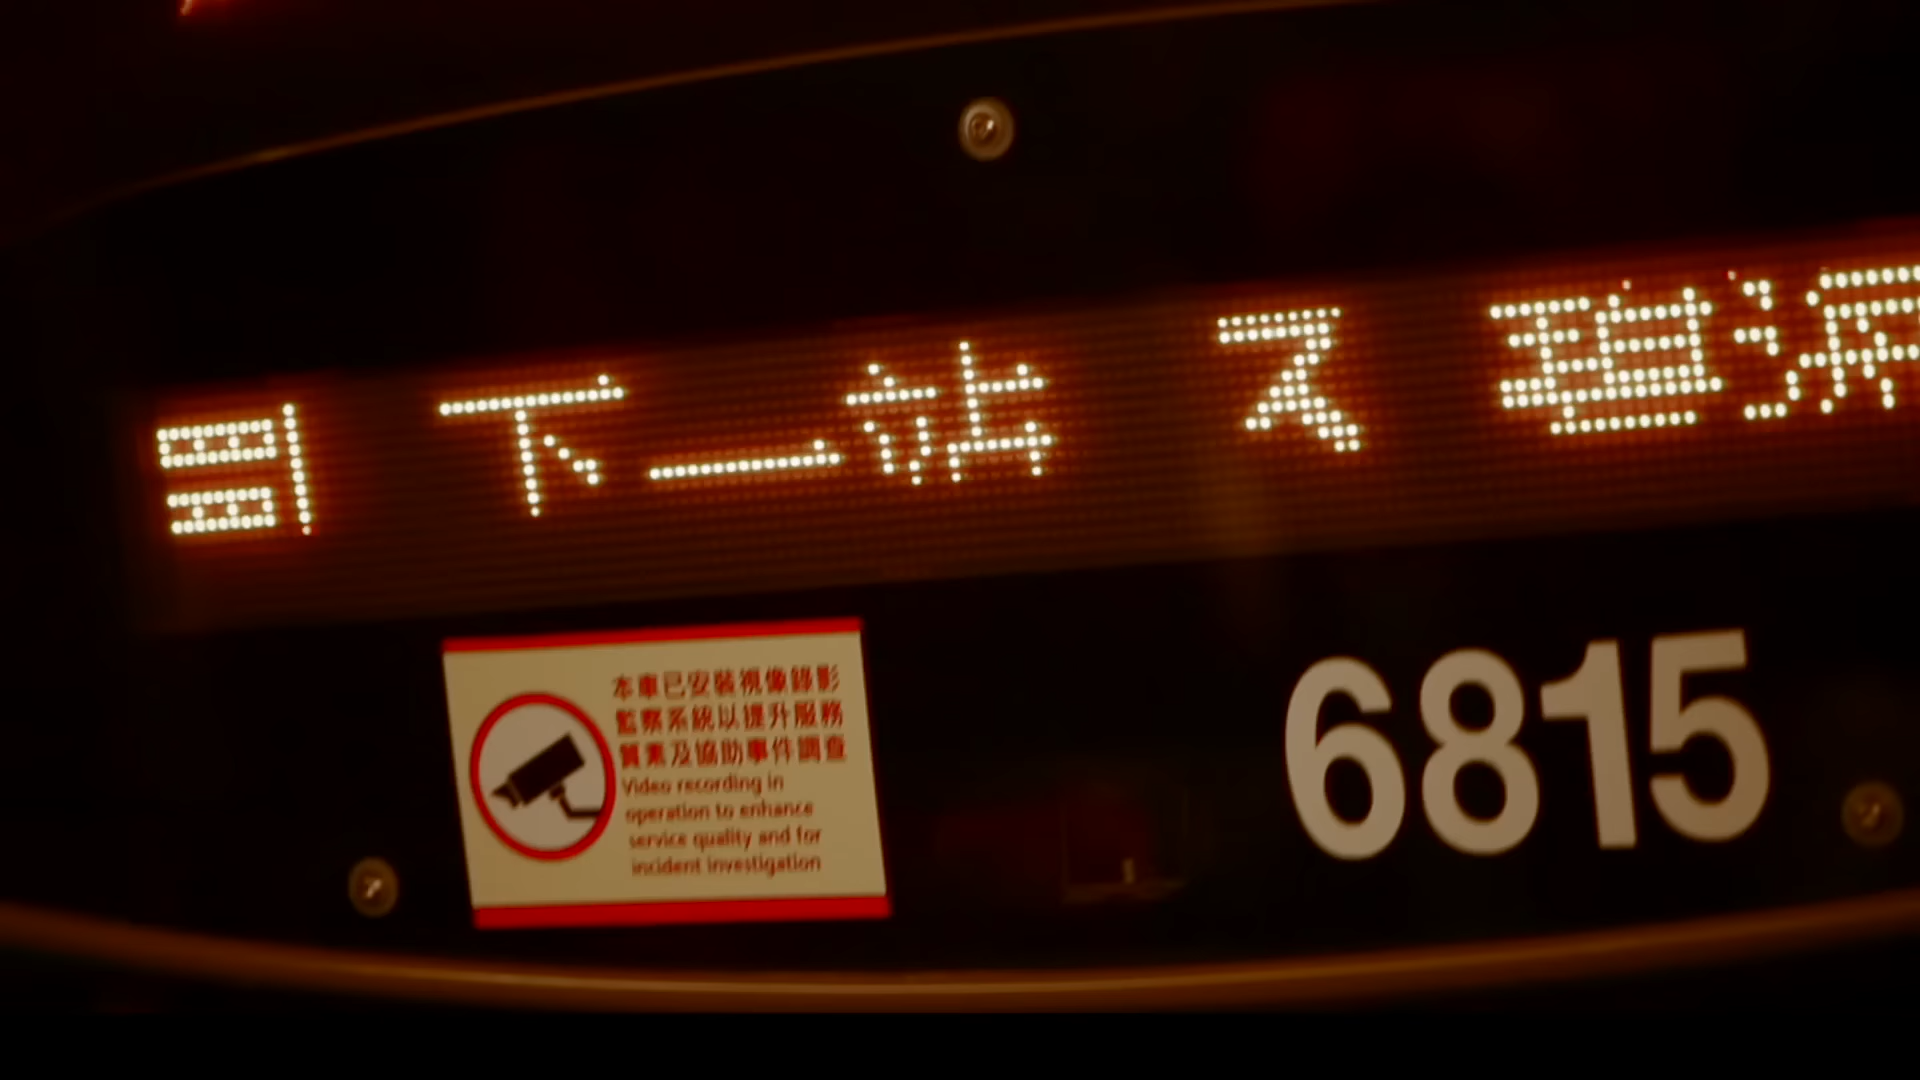 下一站
本車已安裝視像錄影
監察系統以提升服務
質素及協助事件調查
Video recording in
operation to enhance
service quality and for
incident investigation
6815